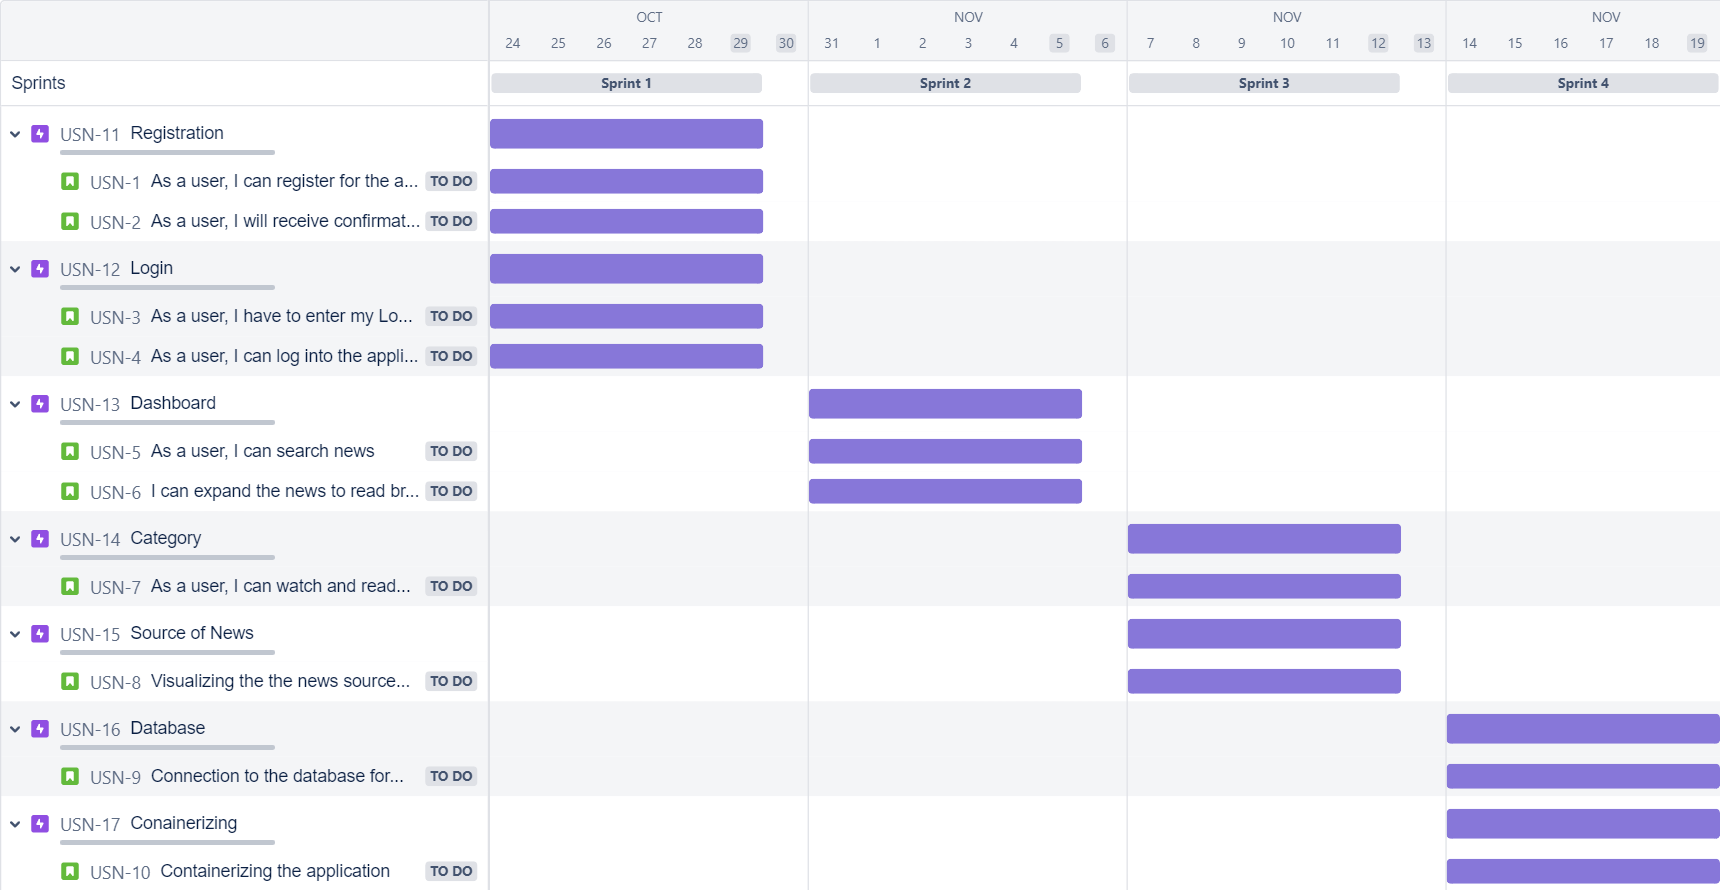 OCT NOV NOV NOV
24 25 26 27 28 29 30 31 1 2 3 4 5 6 7 8 9 10 11 12 13 14 15 16 17 18 19
Sprints Sprint 1 Sprint 2 Sprint 3 Sprint 4
USN-11 Registration
USN-1 As a user, I can register for the a... TO DO
USN-2 As a user, I will receive confirmat... TO DO
USN-12 Login
USN-3 As a user, I have to enter my Lo... TO DO
USN-4 As a user, I can log into the appli... TO DO
USN-13 Dashboard
USN-5 As a user, I can search news TO DO
USN-6 I can expand the news to read br... TO DO
USN-14 Category
USN-7 As a user, I can watch and read... TO DO
USN-15 Source of News
USN-8 Visualizing the the news source... TO DO
USN-16 Database
USN-9 Connection to the database for... TO DO
USN-17 Conainerizing
USN-10 Containerizing the application TO DO